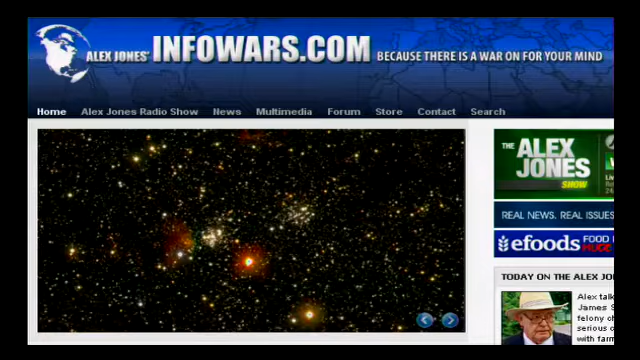 ALEX JONES' INFOWARS.COM BECAUSE THERE IS A WAR ON FOR YOUR MIND
Home Alex Jones Radio Show News Multimedia Forum Store Contact Search
THE ALEX JONES SHOW
REAL NEWS. REAL ISSUES
efoods FOOD
TODAY ON THE ALEX JO
Alex talk
James S
felony ch
serious o
with farm